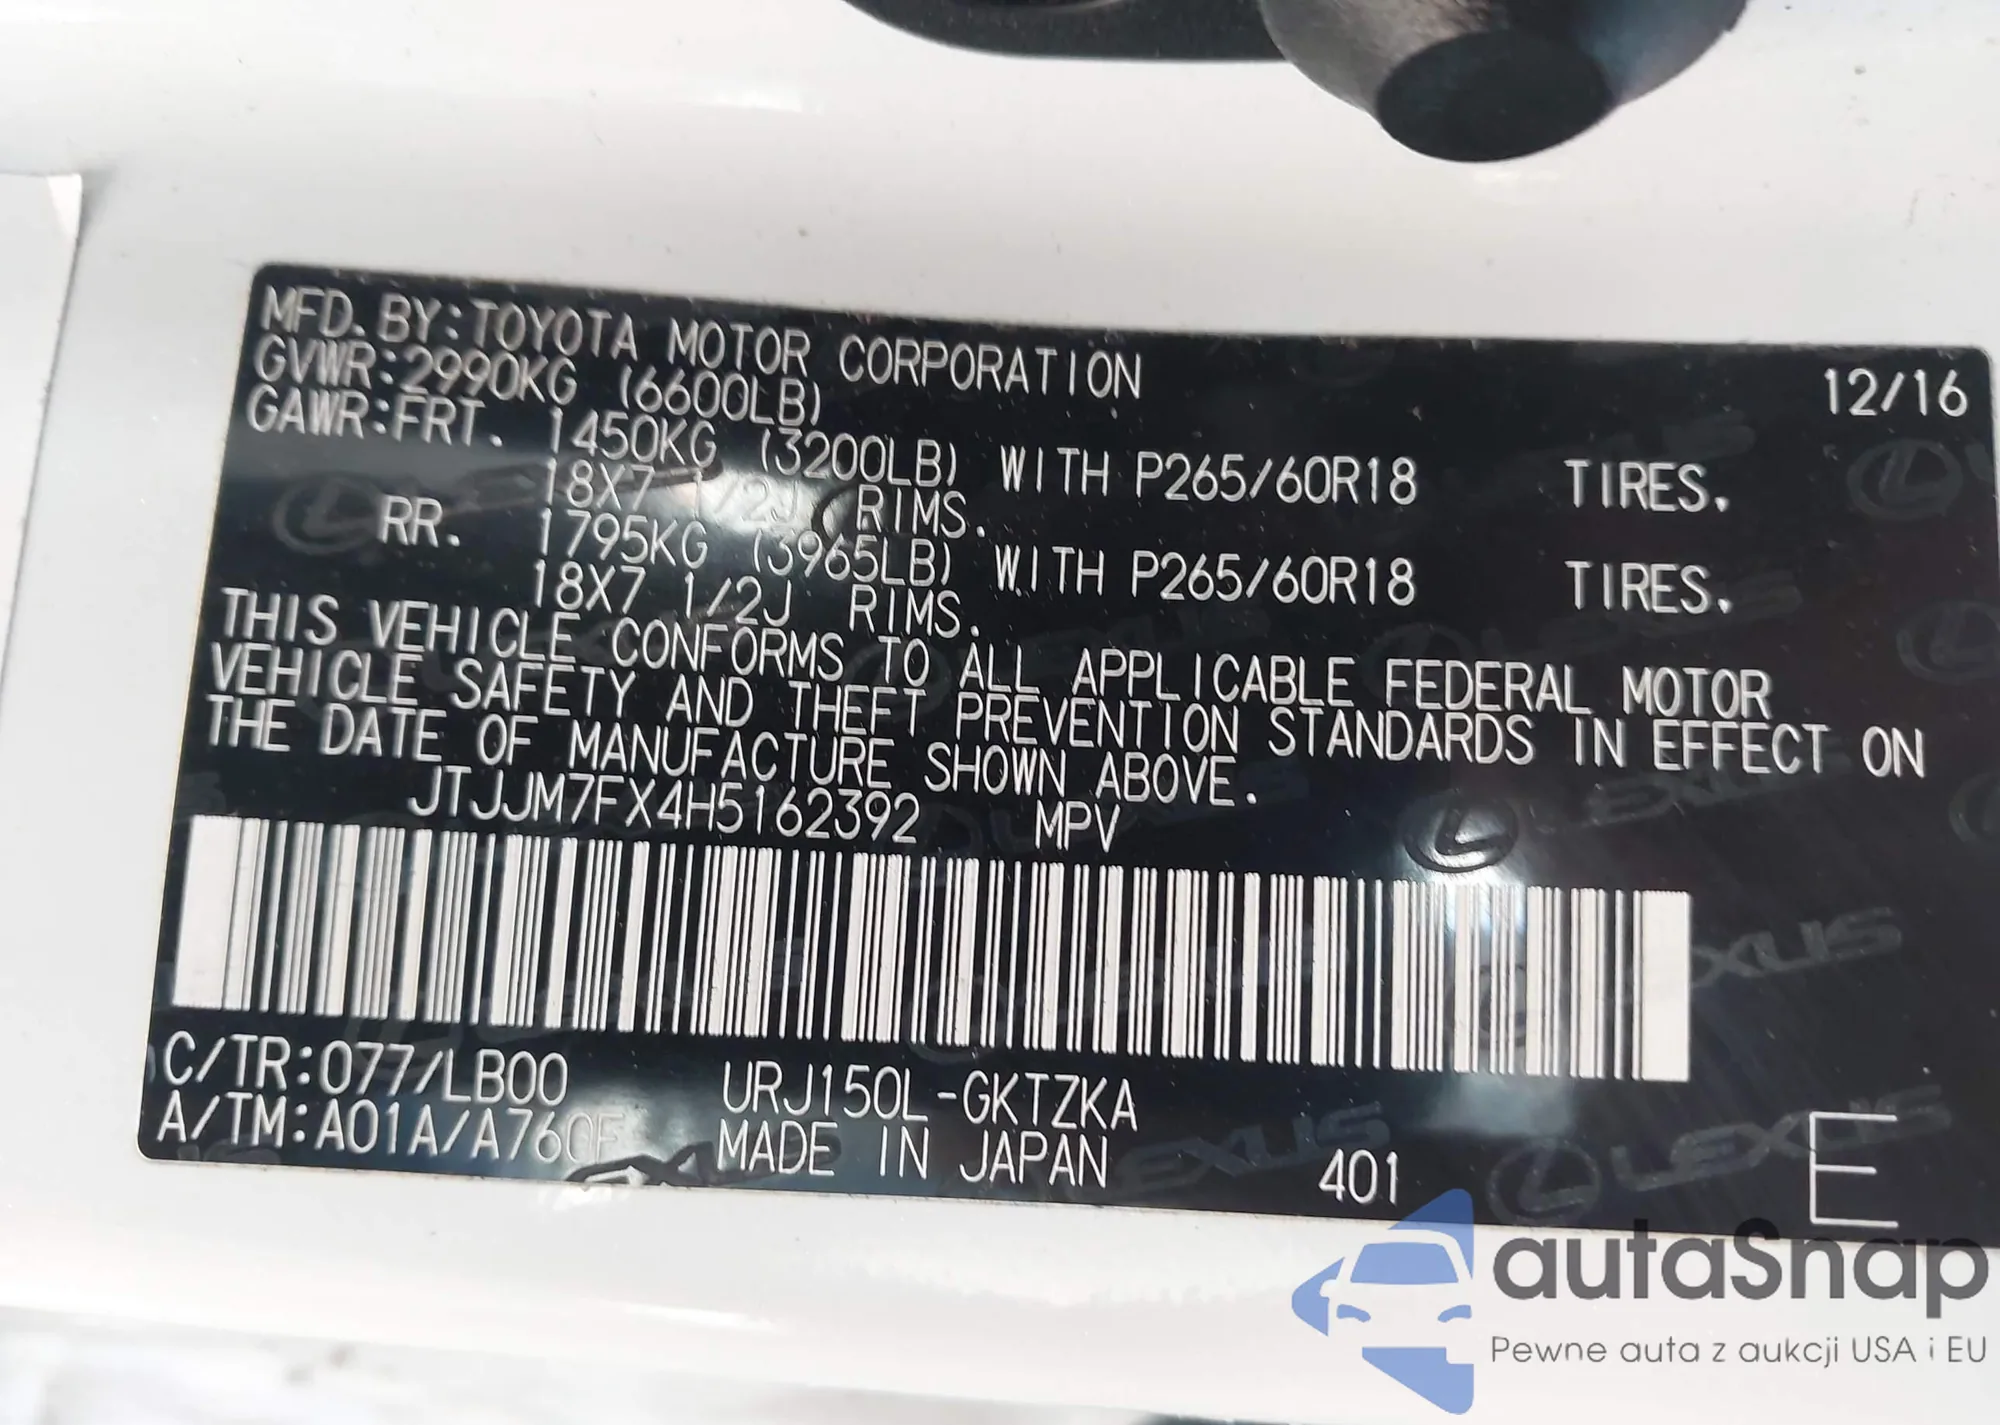 MFD. BY: TOYOTA MOTOR CORPORATION 12/16
GVWR: 2990KG (6600LB)
GAWR: FRT. 1450KG (3200LB) WITH P265/60R18 TIRES.
18X7 1/2J RIMS.
RR. 1795KG (3965LB) WITH P265/60R18 TIRES.
18X7 1/2J RIMS.
THIS VEHICLE CONFORMS TO ALL APPLICABLE FEDERAL MOTOR
VEHICLE SAFETY AND THEFT PREVENTION STANDARDS IN EFFECT ON
THE DATE OF MANUFACTURE SHOWN ABOVE.
JTJJM7FX4H5162392 MPV
C/TR: 077/LB00 URJ150L-GKTZKA
A/TM: A01A/A760F MADE IN JAPAN 401 E
LEXUS
autoSnap
Pewne auta z aukcji USA i EU